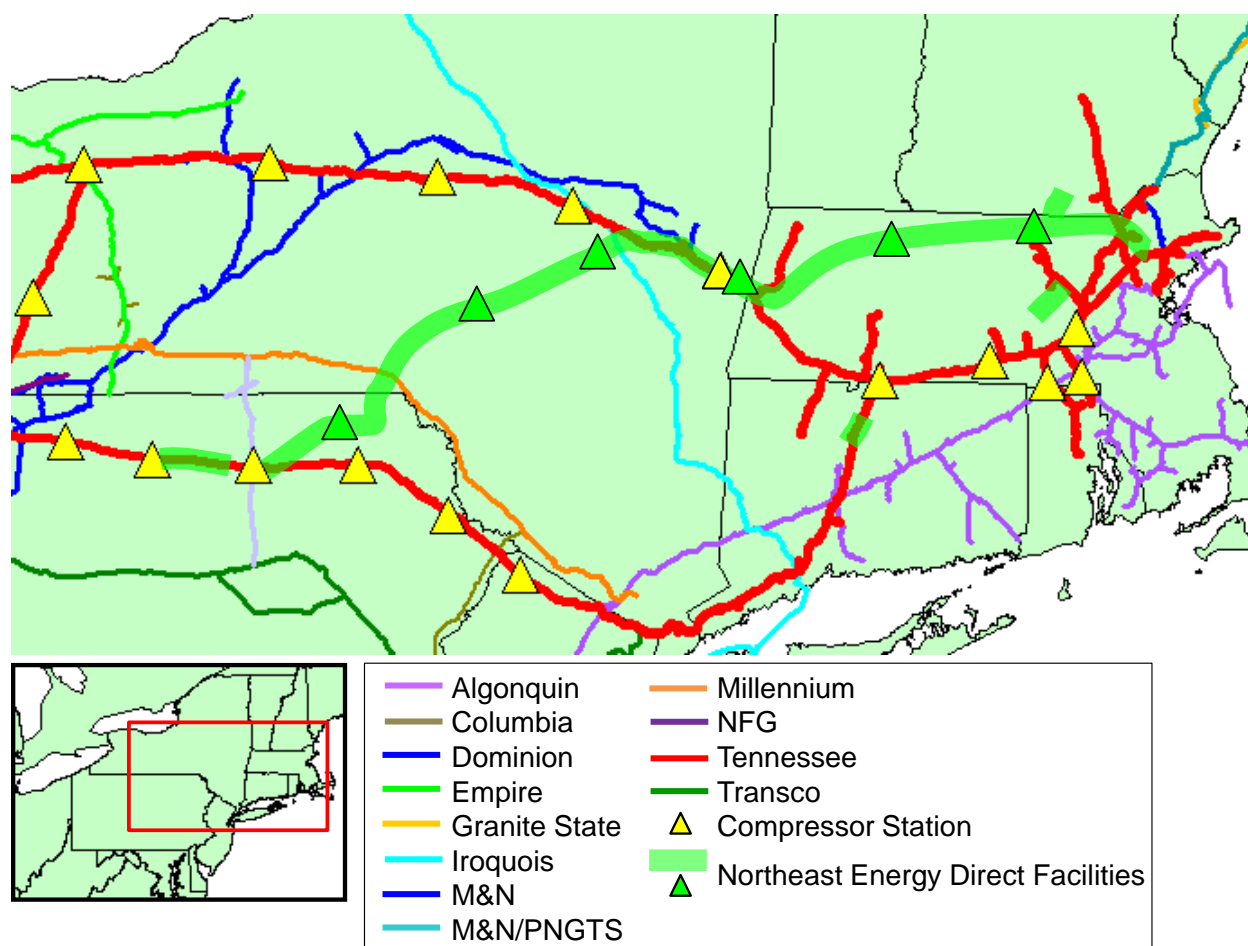 Algonquin
Columbia
Dominion
Empire
Granite State
Iroquois
M&N
M&N/PNGTS
Millennium
NFG
Tennessee
Transco
Compressor Station
Northeast Energy Direct Facilities